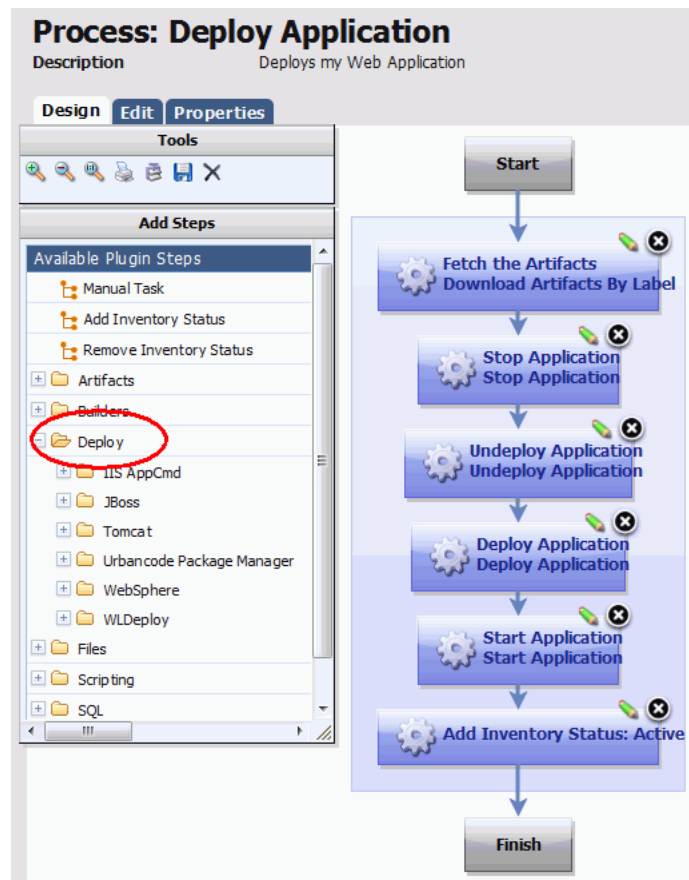 Process: Deploy Application
Description Deploys my Web Application
Design Edit Properties
Tools
Add Steps
Available Plugin Steps
Manual Task
Add Inventory Status
Remove Inventory Status
Artifacts
Builders
Deploy
IIS AppCmd
JBoss
Tomcat
Urbancode Package Manager
WebSphere
WLDeploy
Files
Scripting
SQL
Start
Fetch the Artifacts
Download Artifacts By Label
Stop Application
Stop Application
Undeploy Application
Undeploy Application
Deploy Application
Deploy Application
Start Application
Start Application
Add Inventory Status: Active
Finish